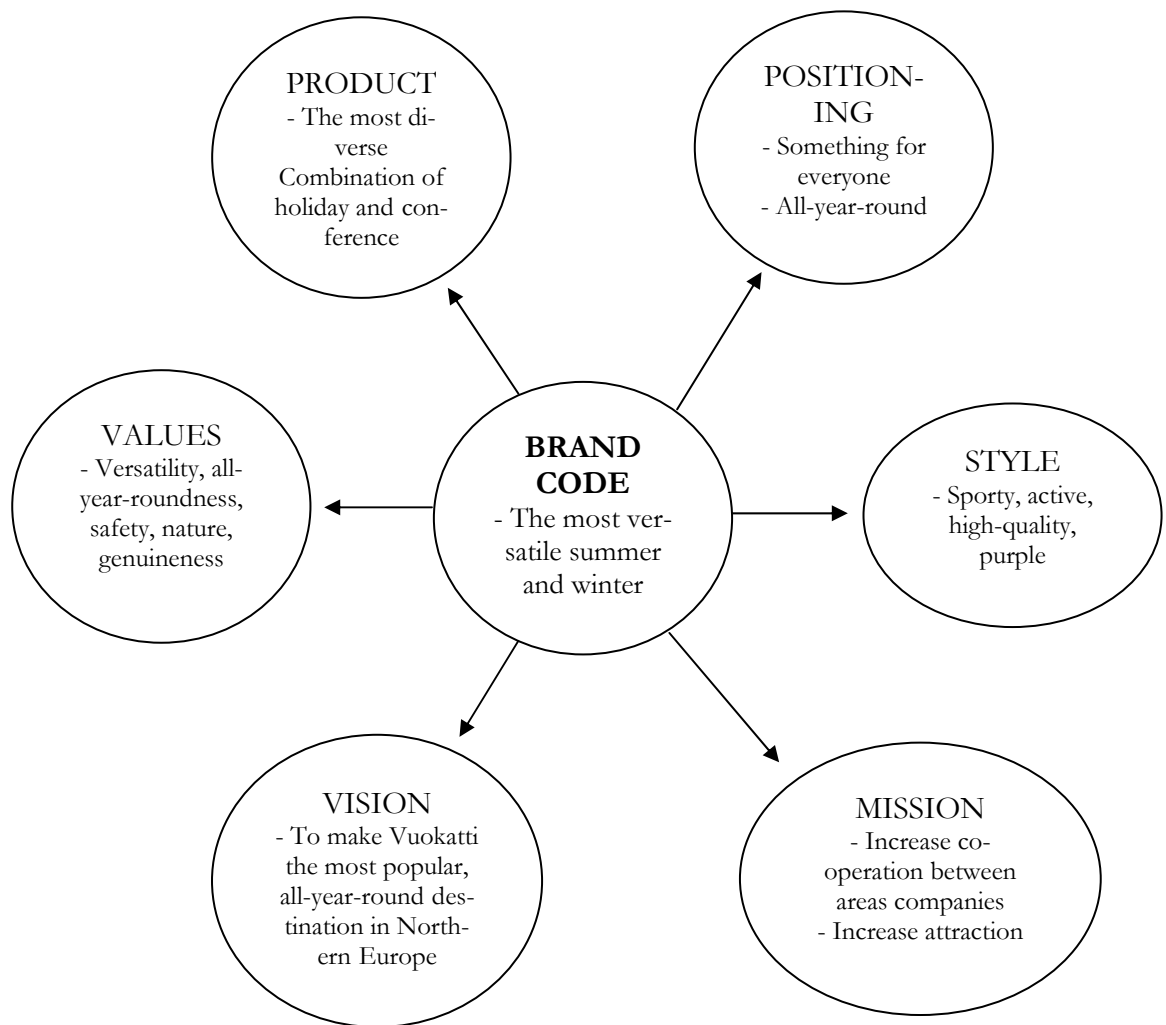 PRODUCT
- The most di-
verse
Combination of
holiday and con-
ference
POSITION-
ING
- Something for
everyone
- All-year-round
VALUES
- Versatility, all-
year-roundness,
safety, nature,
genuineness
BRAND
CODE
- The most ver-
satile summer
and winter
STYLE
- Sporty, active,
high-quality,
purple
VISION
- To make Vuokatti
the most popular,
all-year-round des-
tination in North-
ern Europe
MISSION
- Increase co-
operation between
areas companies
- Increase attraction